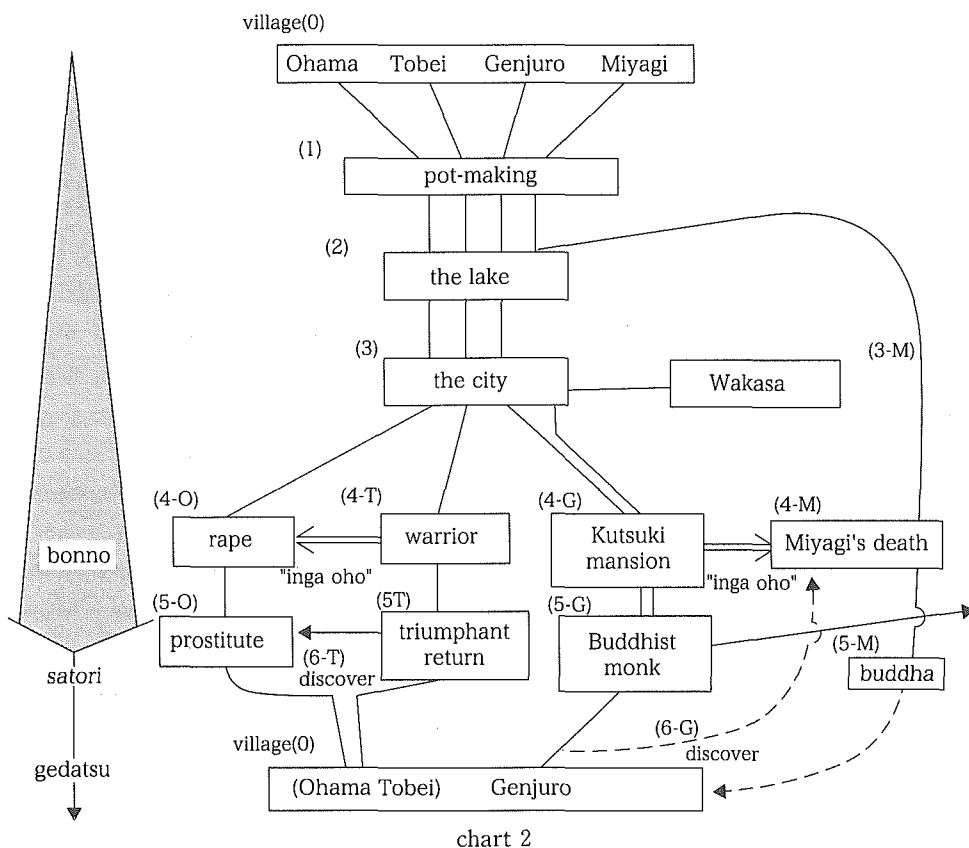 village(0)
Ohama Tobei Genjuro Miyagi
(1)
pot-making
(2)
the lake
(3)
the city
(3-M)
Wakasa
(4-O)
rape
(4-T)
warrior
(4-G)
Kutsuki
mansion
(4-M)
Miyagi's death
bonno
"inga oho"
"inga oho"
(5-O)
prostitute
(5T)
triumphant
return
(5-G)
Buddhist
monk
(5-M)
buddha
(6-T)
discover
satori
(6-G)
discover
village(0)
gedatsu
(Ohama Tobei) Genjuro
chart 2